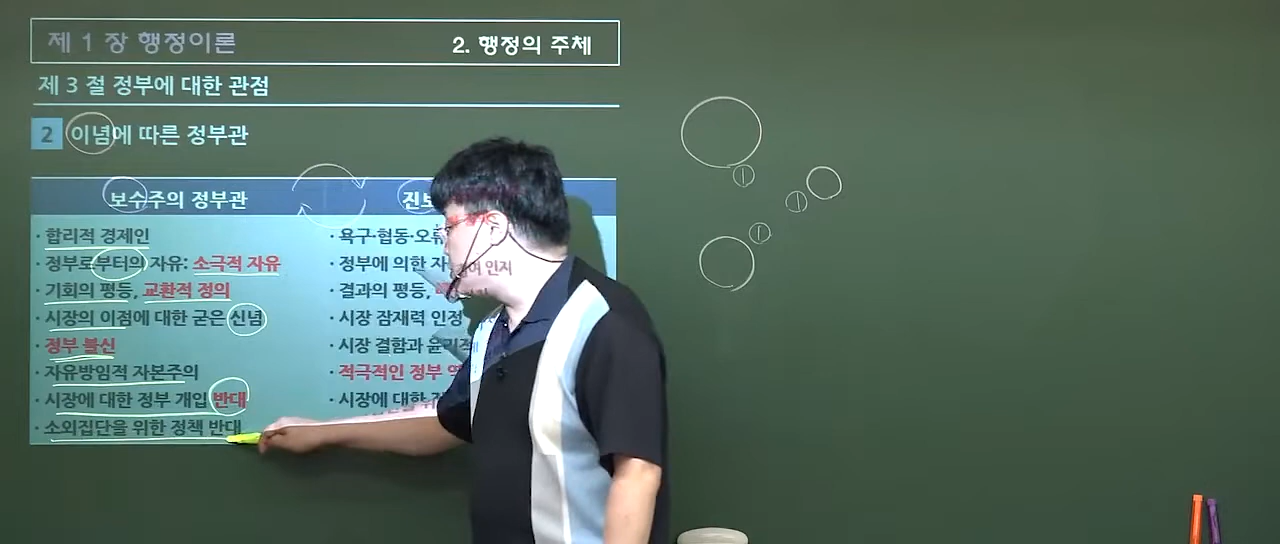 제 1 장 행정이론
2. 행정의 주체
제 3 절 정부에 대한 관점
2 이념에 따른 정부관
보수주의 정부관
· 합리적 경제인
· 정부로부터의 자유: 소극적 자유
· 기회의 평등, 교환적 정의
· 시장의 이점에 대한 굳은 신념
· 정부 불신
· 자유방임적 자본주의
· 시장에 대한 정부 개입 반대
· 소외집단을 위한 정책 반대
진보
· 욕구·협동·오류
· 정부에 의한 인지
· 결과의 평등,
· 시장 잠재력 인정
· 시장 결함과
· 적극적인 정부
· 시장에 대한
①
①
①